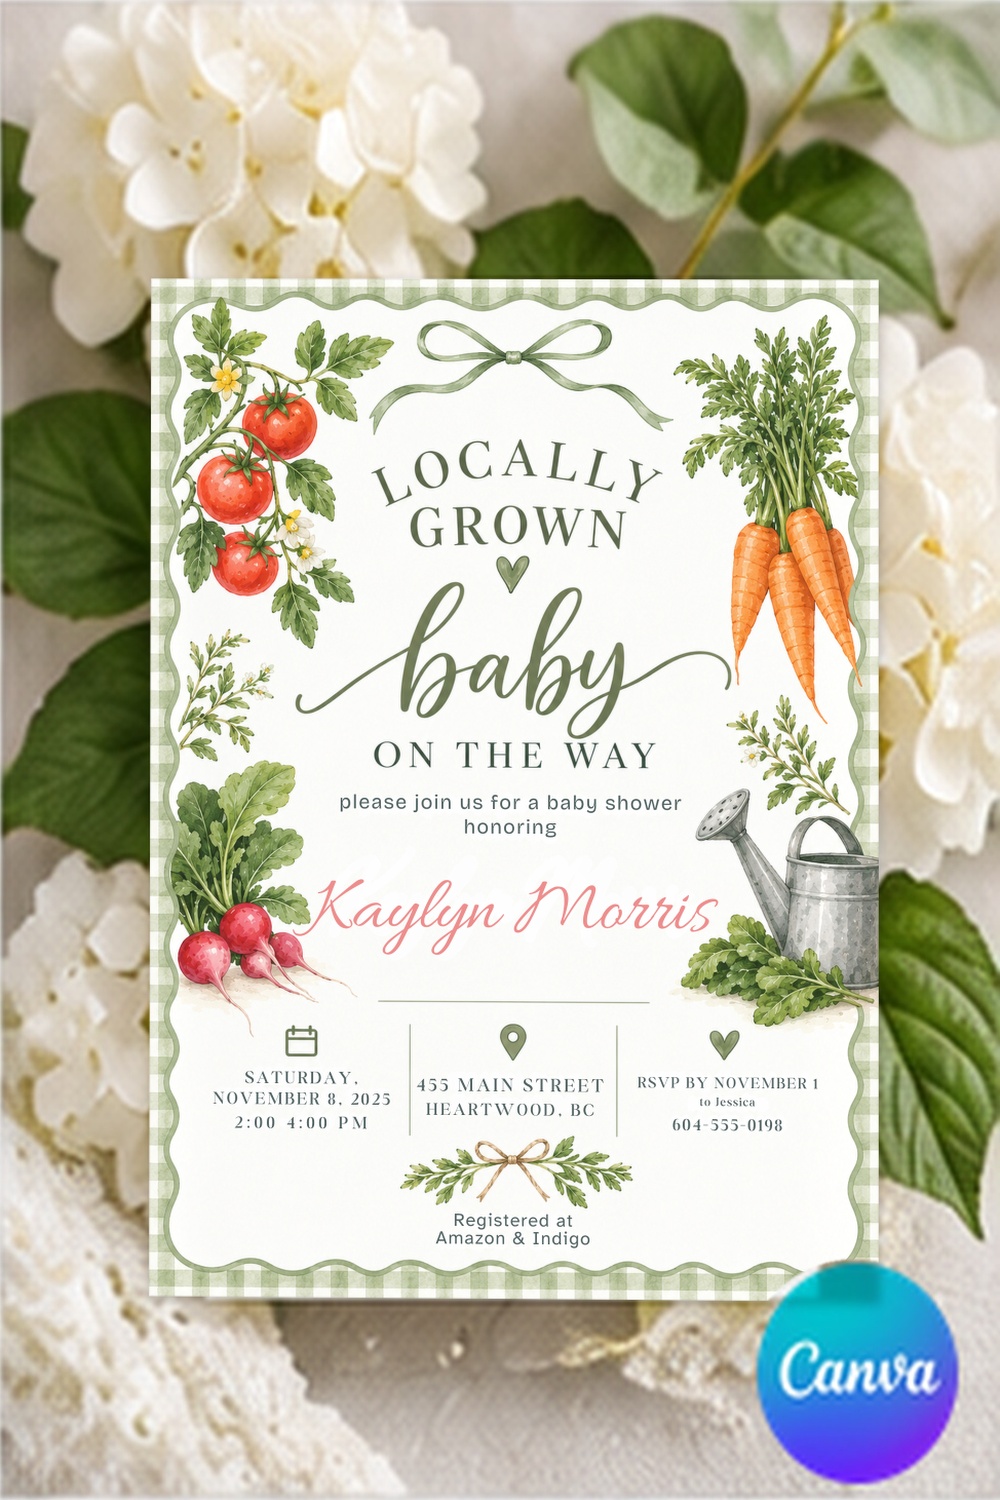 LOCALLY
GROWN
baby
ON THE WAY
please join us for a baby shower
honoring
Kaylyn Morris
SATURDAY,
NOVEMBER 8, 2025
2:00 4:00 PM
455 MAIN STREET
HEARTWOOD, BC
RSVP BY NOVEMBER 1
to Jessica
604-555-0198
Registered at
Amazon & Indigo
Canva